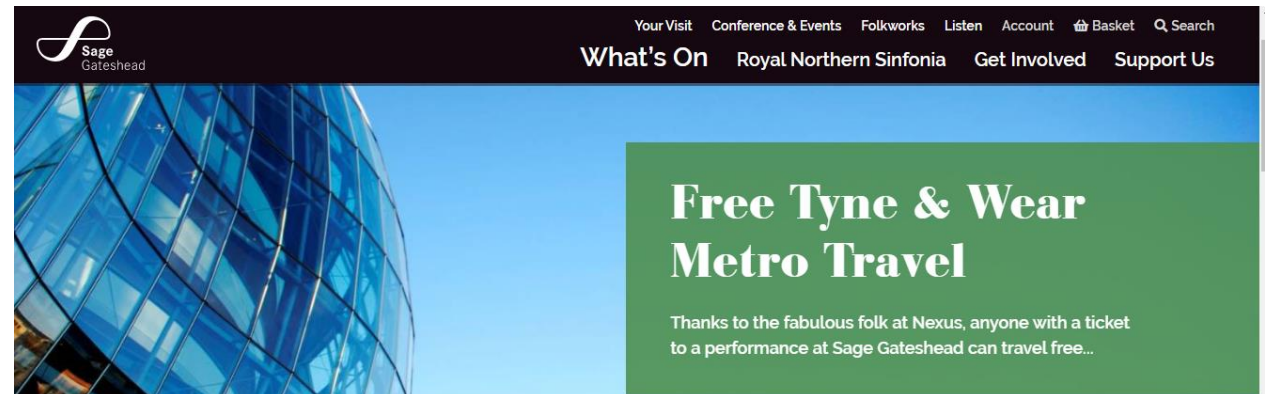 Sage
Gateshead
Your Visit Conference & Events Folkworks Listen Account Basket Search
What's On Royal Northern Sinfonia Get Involved Support Us
Free Tyne & Wear
Metro Travel
Thanks to the fabulous folk at Nexus, anyone with a ticket
to a performance at Sage Gateshead can travel free...